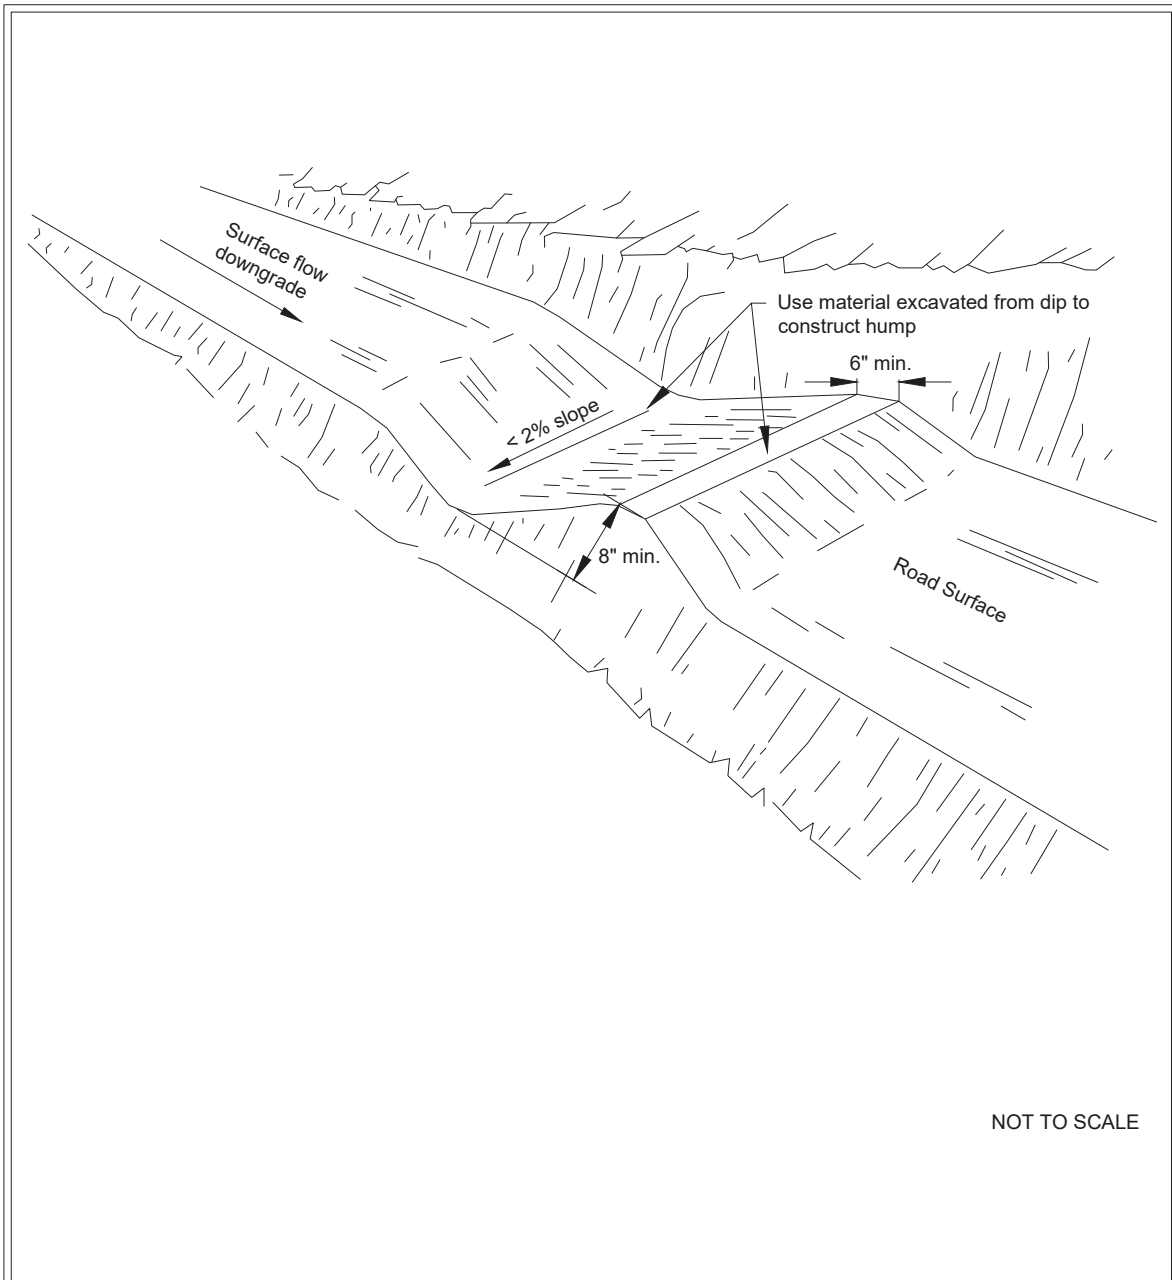 Surface flow
downgrade
Use material excavated from dip to
construct hump
6" min.
< 2% slope
8" min.
Road Surface
NOT TO SCALE